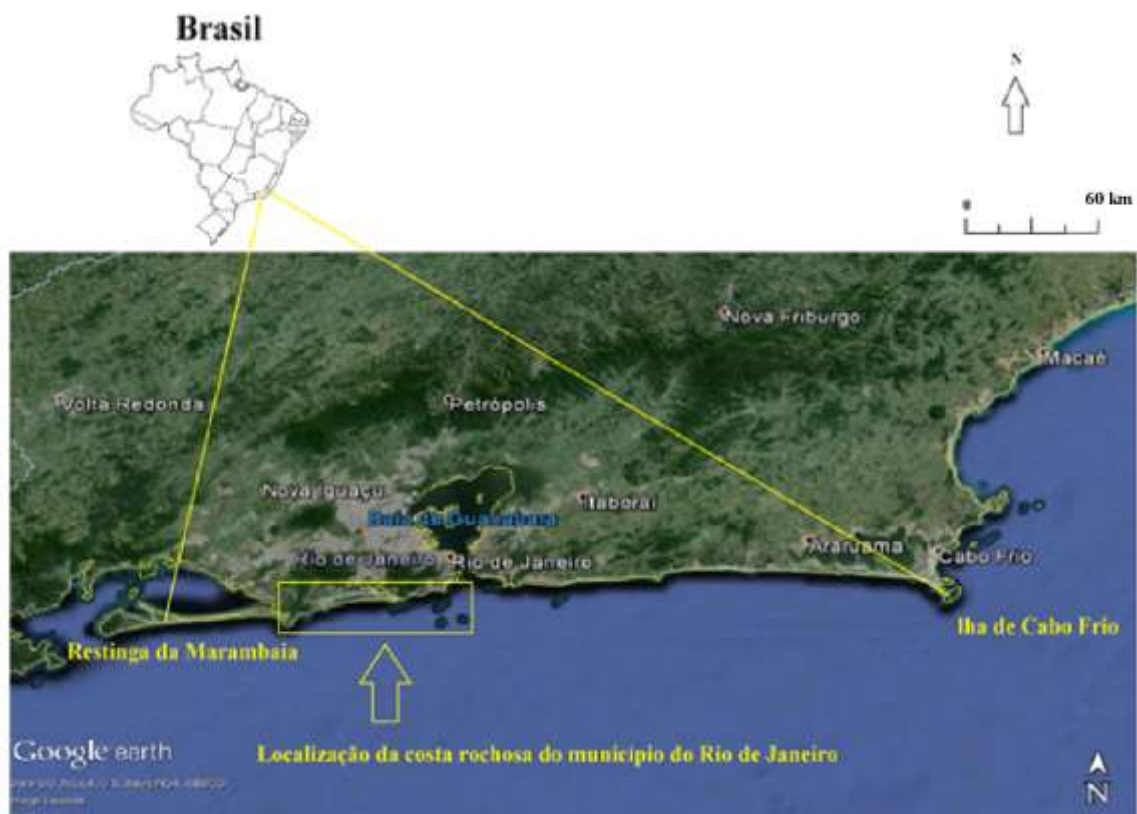 Brasil
N
0
60 km
Nova Friburgo
Macaé
Volta Redonda
Petrópolis
Nova Iguaçu
Itaboraí
Baía de Guanabara
Araruama
Cabo Frio
Rio de Janeiro
Rio de Janeiro
Ilha de Cabo Frio
Restinga da Marambaia
Localização da costa rochosa do município do Rio de Janeiro
Google earth
N